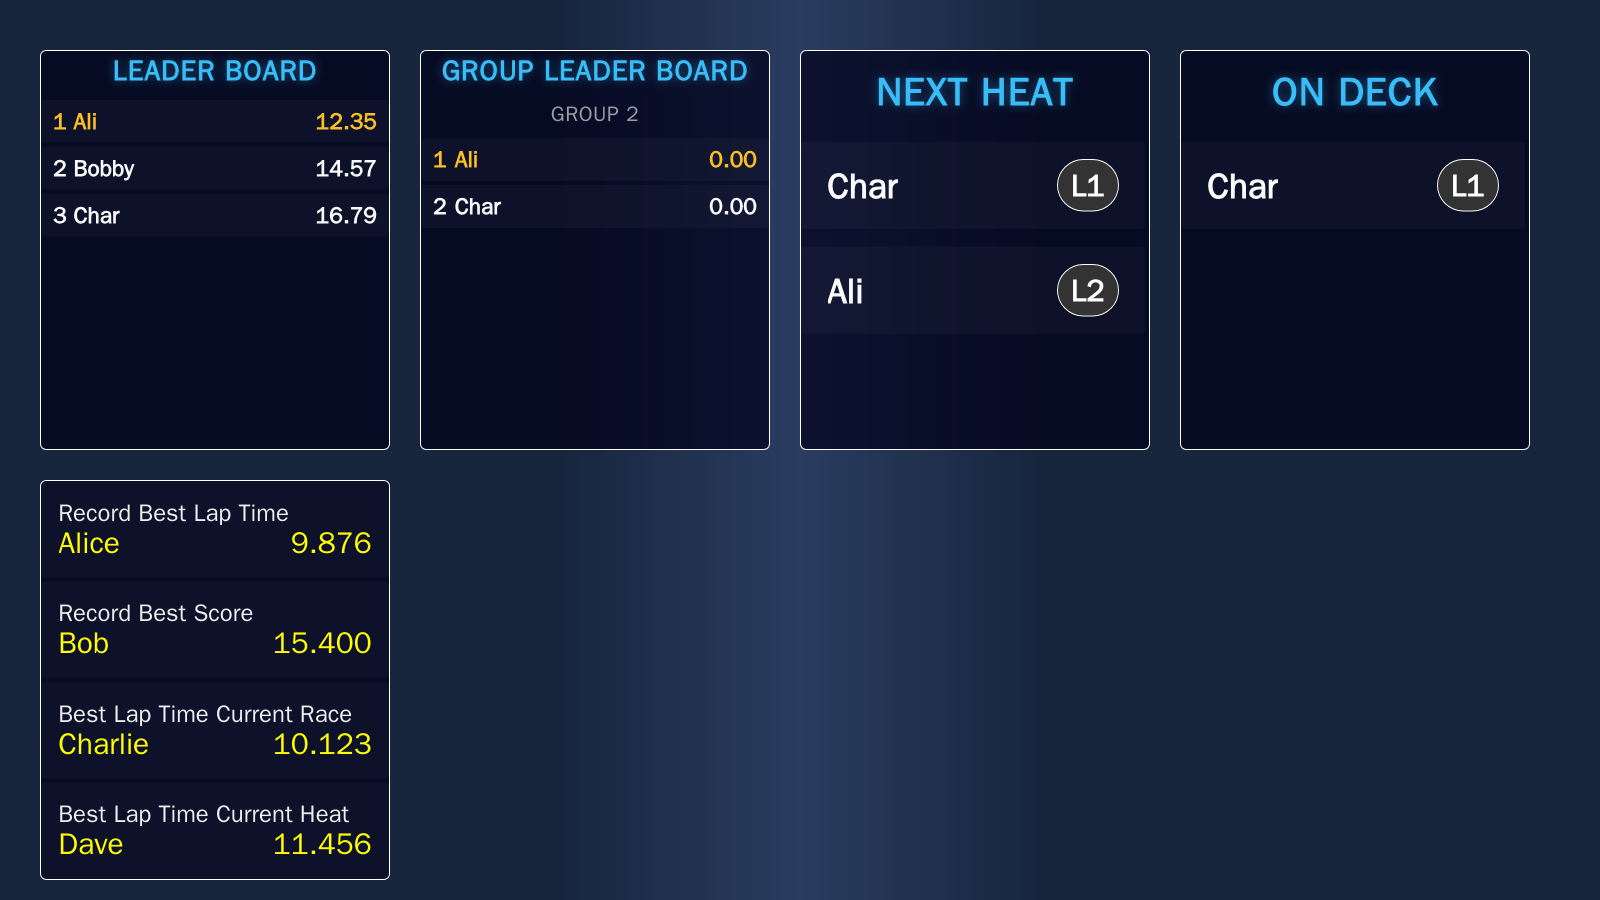 LEADER BOARD
1 Ali 12.35
2 Bobby 14.57
3 Char 16.79
GROUP LEADER BOARD
GROUP 2
1 Ali 0.00
2 Char 0.00
NEXT HEAT
Char L1
Ali L2
ON DECK
Char L1
Record Best Lap Time
Alice 9.876
Record Best Score
Bob 15.400
Best Lap Time Current Race
Charlie 10.123
Best Lap Time Current Heat
Dave 11.456